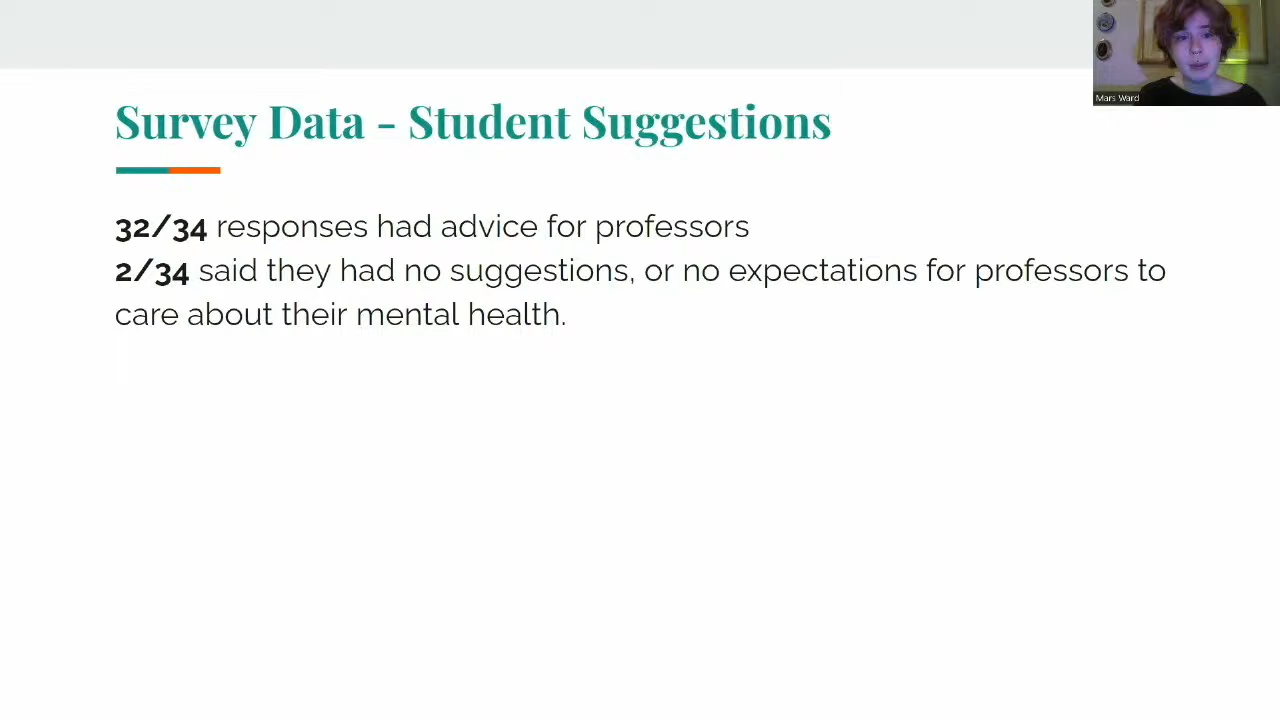 Mars Ward
Survey Data - Student Suggestions
32/34 responses had advice for professors
2/34 said they had no suggestions, or no expectations for professors to
care about their mental health.